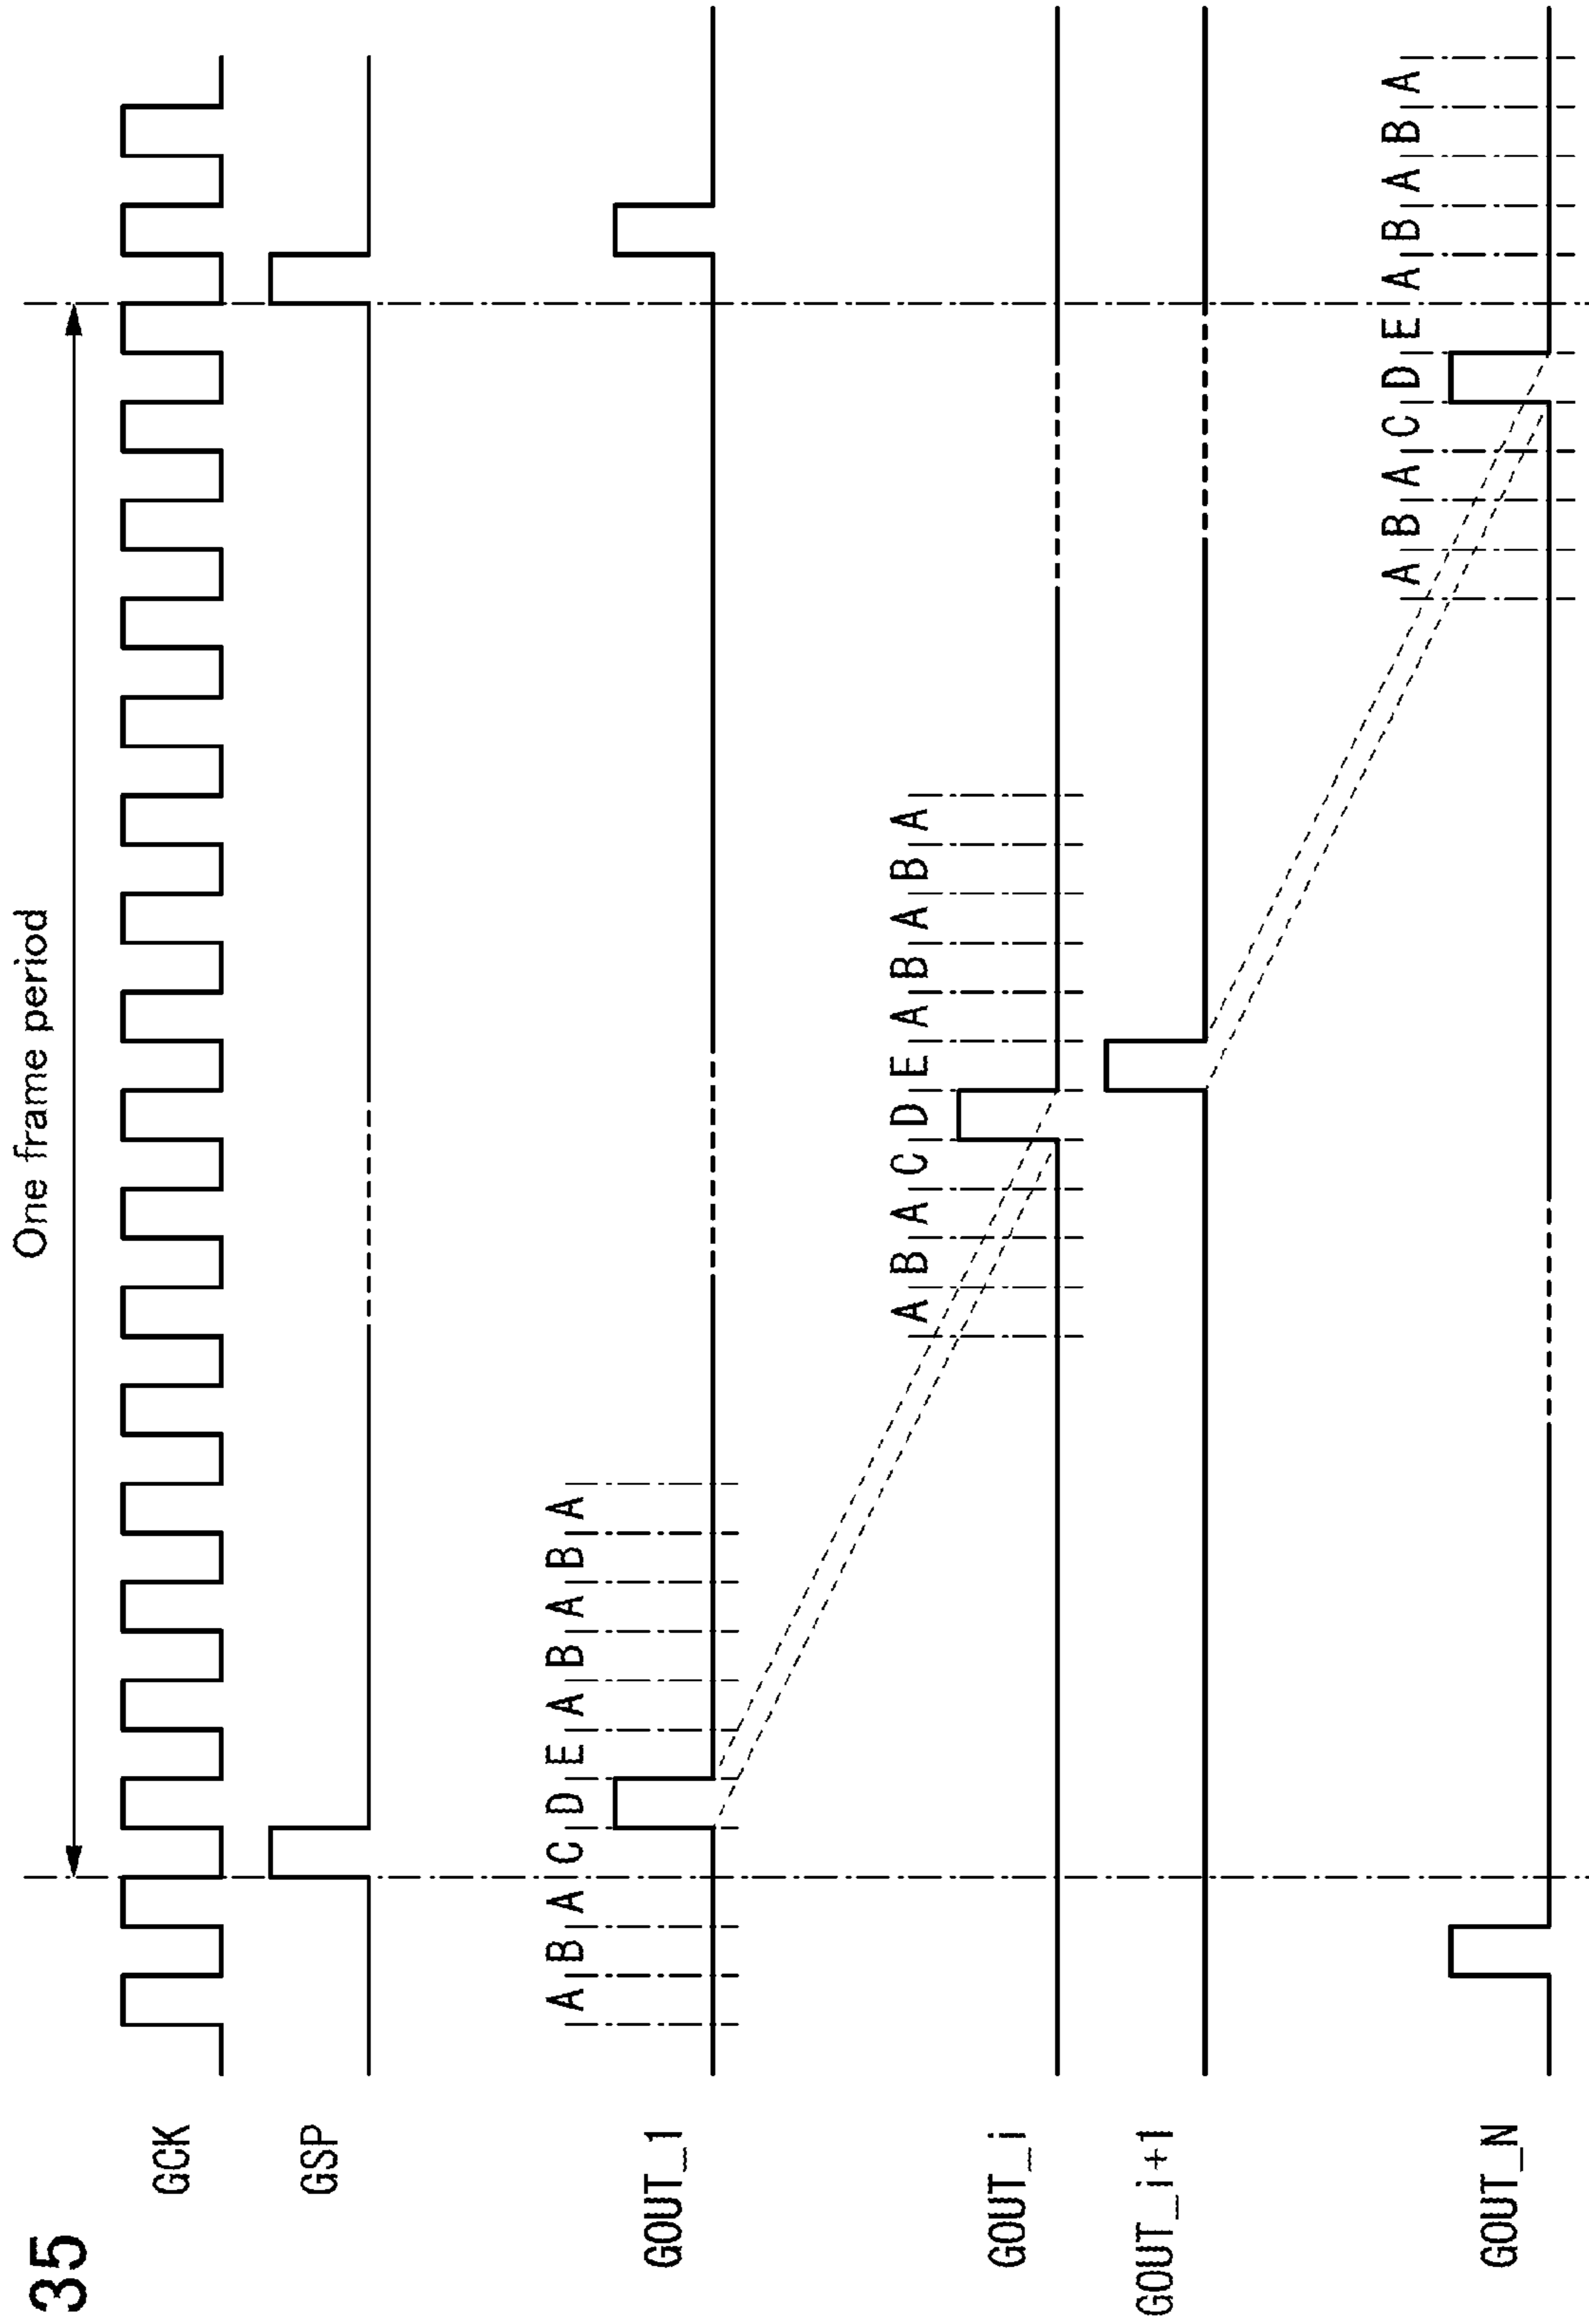 35
One frame period
GCK
GSP
A B A C D E A B A B A
GOUT_1
A B A C D E A B A B A
GOUT_i
GOUT_i+1
A B A C D E A B A B A
GOUT_N